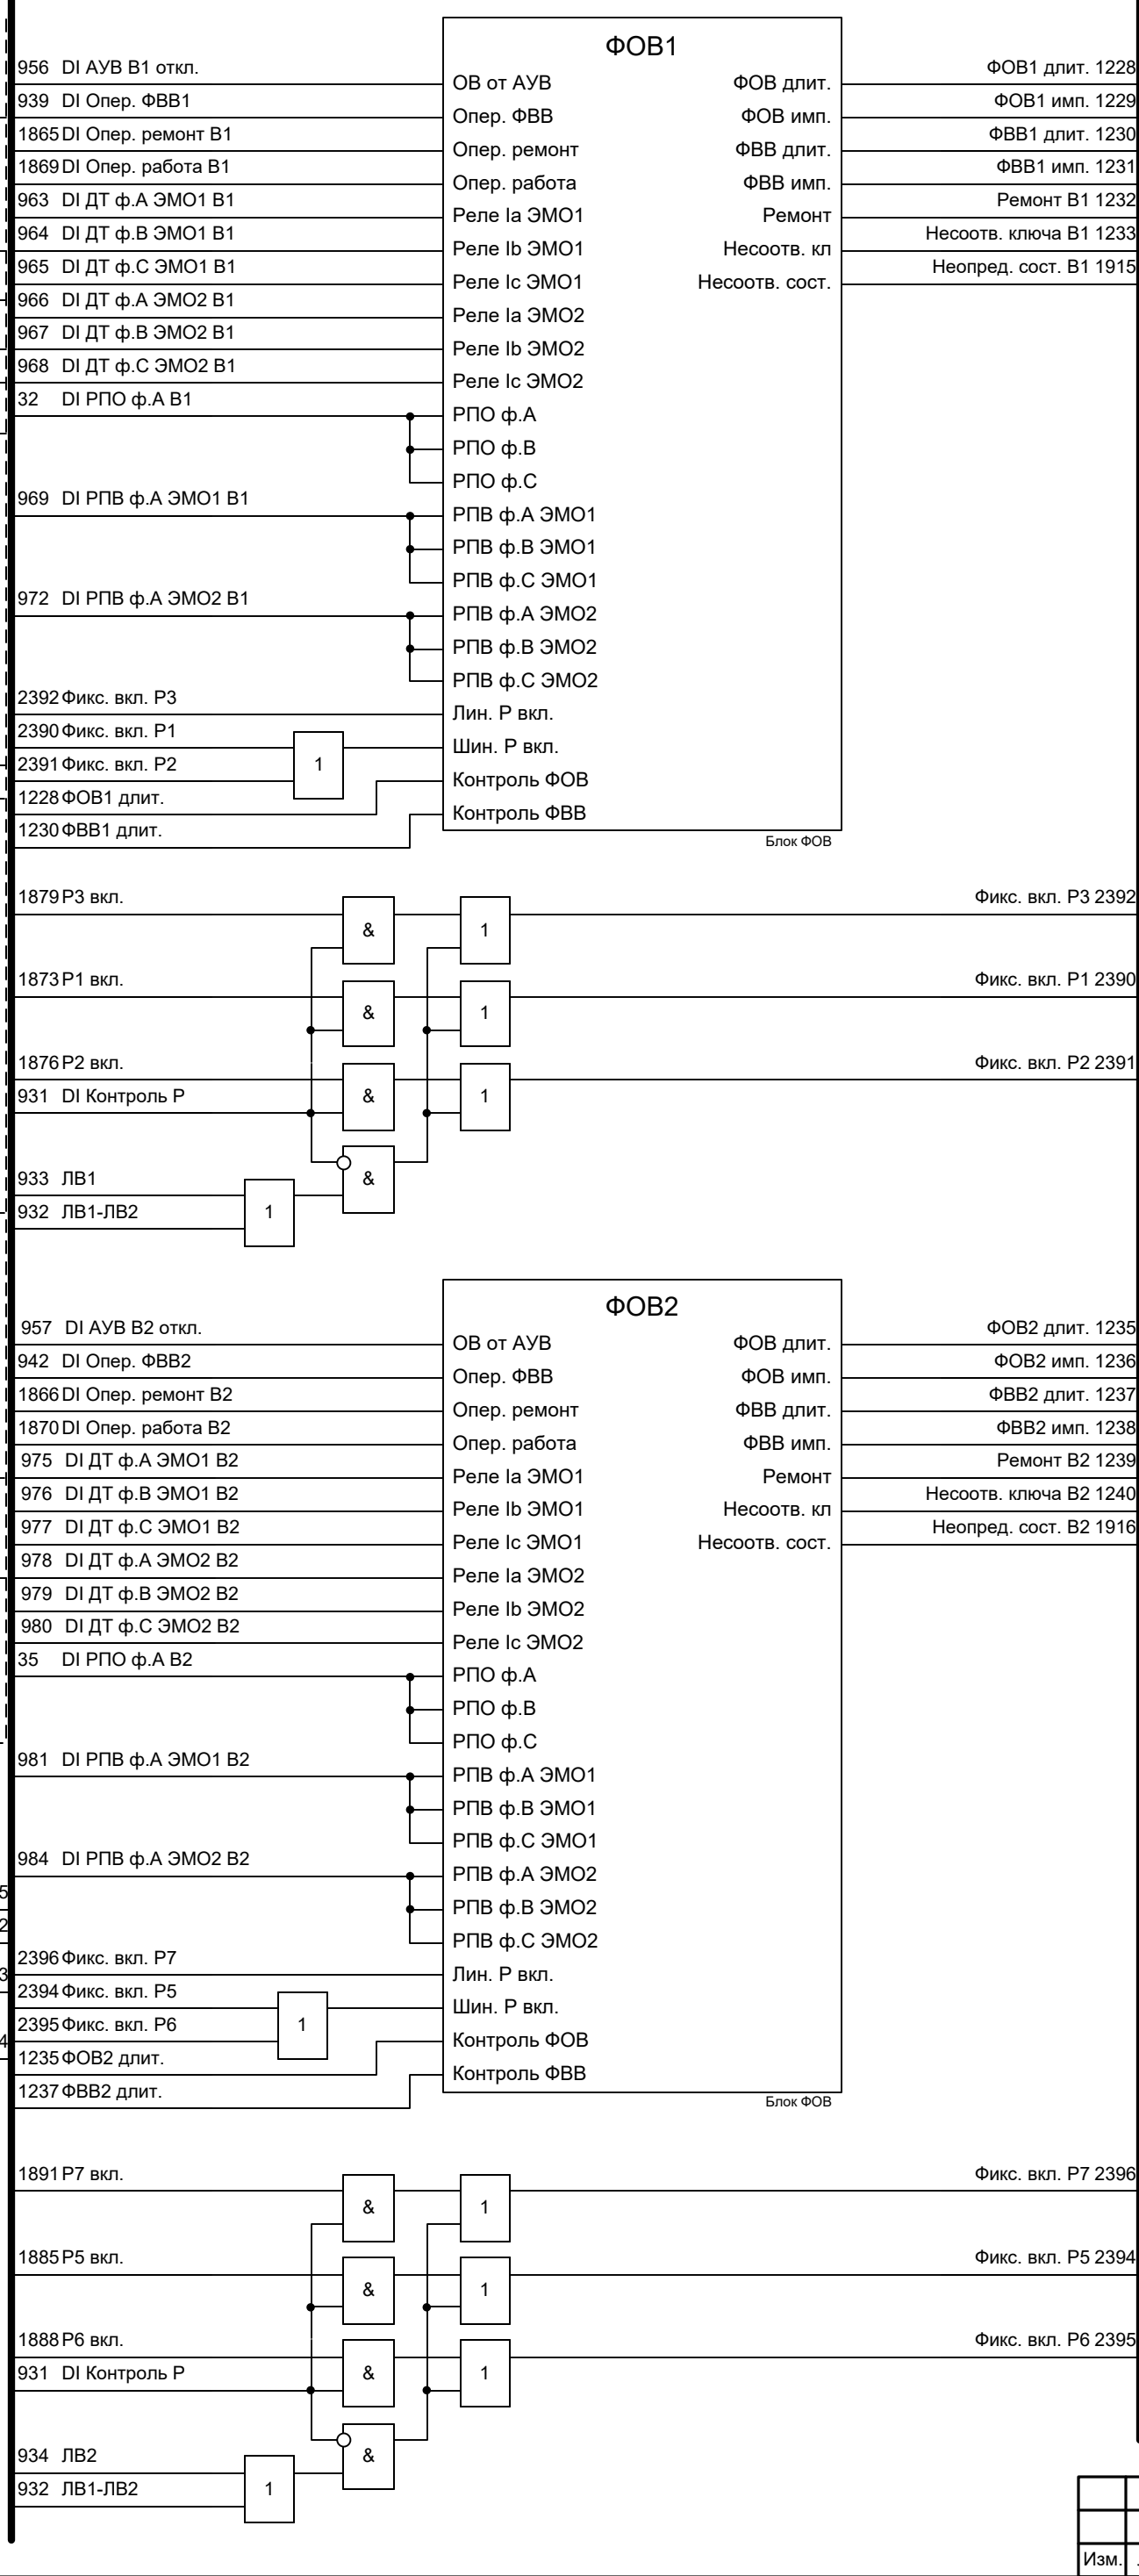 ФОВ1
956 DI АУВ В1 откл.
939 DI Опер. ФВВ1
1865 DI Опер. ремонт В1
1869 DI Опер. работа В1
963 DI ДТ ф.А ЭМО1 В1
964 DI ДТ ф.В ЭМО1 В1
965 DI ДТ ф.С ЭМО1 В1
966 DI ДТ ф.А ЭМО2 В1
967 DI ДТ ф.В ЭМО2 В1
968 DI ДТ ф.С ЭМО2 В1
32 DI РПО ф.А В1
969 DI РПВ ф.А ЭМО1 В1
972 DI РПВ ф.А ЭМО2 В1
2392 Фикс. вкл. Р3
2390 Фикс. вкл. Р1
2391 Фикс. вкл. Р2
1228 ФОВ1 длит.
1230 ФВВ1 длит.
1
ОВ от АУВ
Опер. ФВВ
Опер. ремонт
Опер. работа
Реле Ia ЭМО1
Реле Ib ЭМО1
Реле Ic ЭМО1
Реле Ia ЭМО2
Реле Ib ЭМО2
Реле Ic ЭМО2
РПО ф.А
РПО ф.В
РПО ф.С
РПВ ф.А ЭМО1
РПВ ф.В ЭМО1
РПВ ф.С ЭМО1
РПВ ф.А ЭМО2
РПВ ф.В ЭМО2
РПВ ф.С ЭМО2
Лин. Р вкл.
Шин. Р вкл.
Контроль ФОВ
Контроль ФВВ
ФОВ длит.
ФОВ имп.
ФВВ длит.
ФВВ имп.
Ремонт
Несоотв. кл
Несоотв. сост.
ФОВ1 длит. 1228
ФОВ1 имп. 1229
ФВВ1 длит. 1230
ФВВ1 имп. 1231
Ремонт В1 1232
Несоотв. ключа В1 1233
Неопред. сост. В1 1915
Блок ФОВ
1879 Р3 вкл.
& 1
Фикс. вкл. Р3 2392
1873 Р1 вкл.
& 1
Фикс. вкл. Р1 2390
1876 Р2 вкл.
931 DI Контроль Р
& 1
Фикс. вкл. Р2 2391
933 ЛВ1
932 ЛВ1-ЛВ2
1 &
ФОВ2
957 DI АУВ В2 откл.
942 DI Опер. ФВВ2
1866 DI Опер. ремонт В2
1870 DI Опер. работа В2
975 DI ДТ ф.А ЭМО1 В2
976 DI ДТ ф.В ЭМО1 В2
977 DI ДТ ф.С ЭМО1 В2
978 DI ДТ ф.А ЭМО2 В2
979 DI ДТ ф.В ЭМО2 В2
980 DI ДТ ф.С ЭМО2 В2
35 DI РПО ф.А В2
981 DI РПВ ф.А ЭМО1 В2
984 DI РПВ ф.А ЭМО2 В2
2396 Фикс. вкл. Р7
2394 Фикс. вкл. Р5
2395 Фикс. вкл. Р6
1235 ФОВ2 длит.
1237 ФВВ2 длит.
1
ОВ от АУВ
Опер. ФВВ
Опер. ремонт
Опер. работа
Реле Ia ЭМО1
Реле Ib ЭМО1
Реле Ic ЭМО1
Реле Ia ЭМО2
Реле Ib ЭМО2
Реле Ic ЭМО2
РПО ф.А
РПО ф.В
РПО ф.С
РПВ ф.А ЭМО1
РПВ ф.В ЭМО1
РПВ ф.С ЭМО1
РПВ ф.А ЭМО2
РПВ ф.В ЭМО2
РПВ ф.С ЭМО2
Лин. Р вкл.
Шин. Р вкл.
Контроль ФОВ
Контроль ФВВ
ФОВ длит.
ФОВ имп.
ФВВ длит.
ФВВ имп.
Ремонт
Несоотв. кл
Несоотв. сост.
ФОВ2 длит. 1235
ФОВ2 имп. 1236
ФВВ2 длит. 1237
ФВВ2 имп. 1238
Ремонт В2 1239
Несоотв. ключа В2 1240
Неопред. сост. В2 1916
Блок ФОВ
5
2
3
4
1891 Р7 вкл.
& 1
Фикс. вкл. Р7 2396
1885 Р5 вкл.
& 1
Фикс. вкл. Р5 2394
1888 Р6 вкл.
931 DI Контроль Р
& 1
Фикс. вкл. Р6 2395
934 ЛВ2
932 ЛВ1-ЛВ2
1 &
Изм.